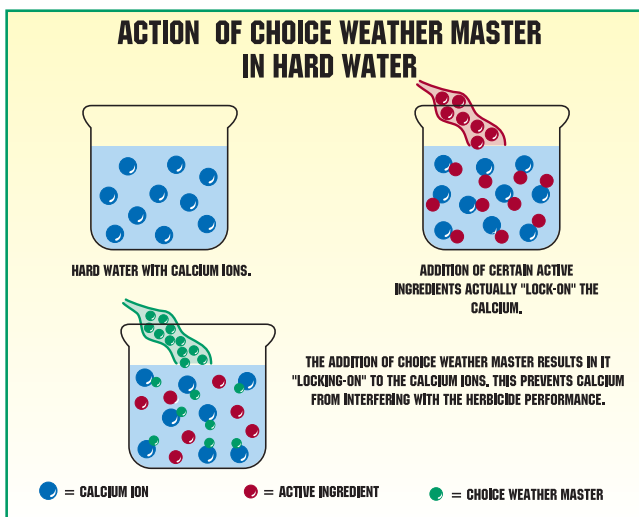 ACTION OF CHOICE WEATHER MASTER
IN HARD WATER
HARD WATER WITH CALCIUM IONS.
ADDITION OF CERTAIN ACTIVE
INGREDIENTS ACTUALLY "LOCK-ON" THE
CALCIUM.
THE ADDITION OF CHOICE WEATHER MASTER RESULTS IN IT
"LOCKING-ON" TO THE CALCIUM IONS. THIS PREVENTS CALCIUM
FROM INTERFERING WITH THE HERBICIDE PERFORMANCE.
= CALCIUM ION
= ACTIVE INGREDIENT
= CHOICE WEATHER MASTER